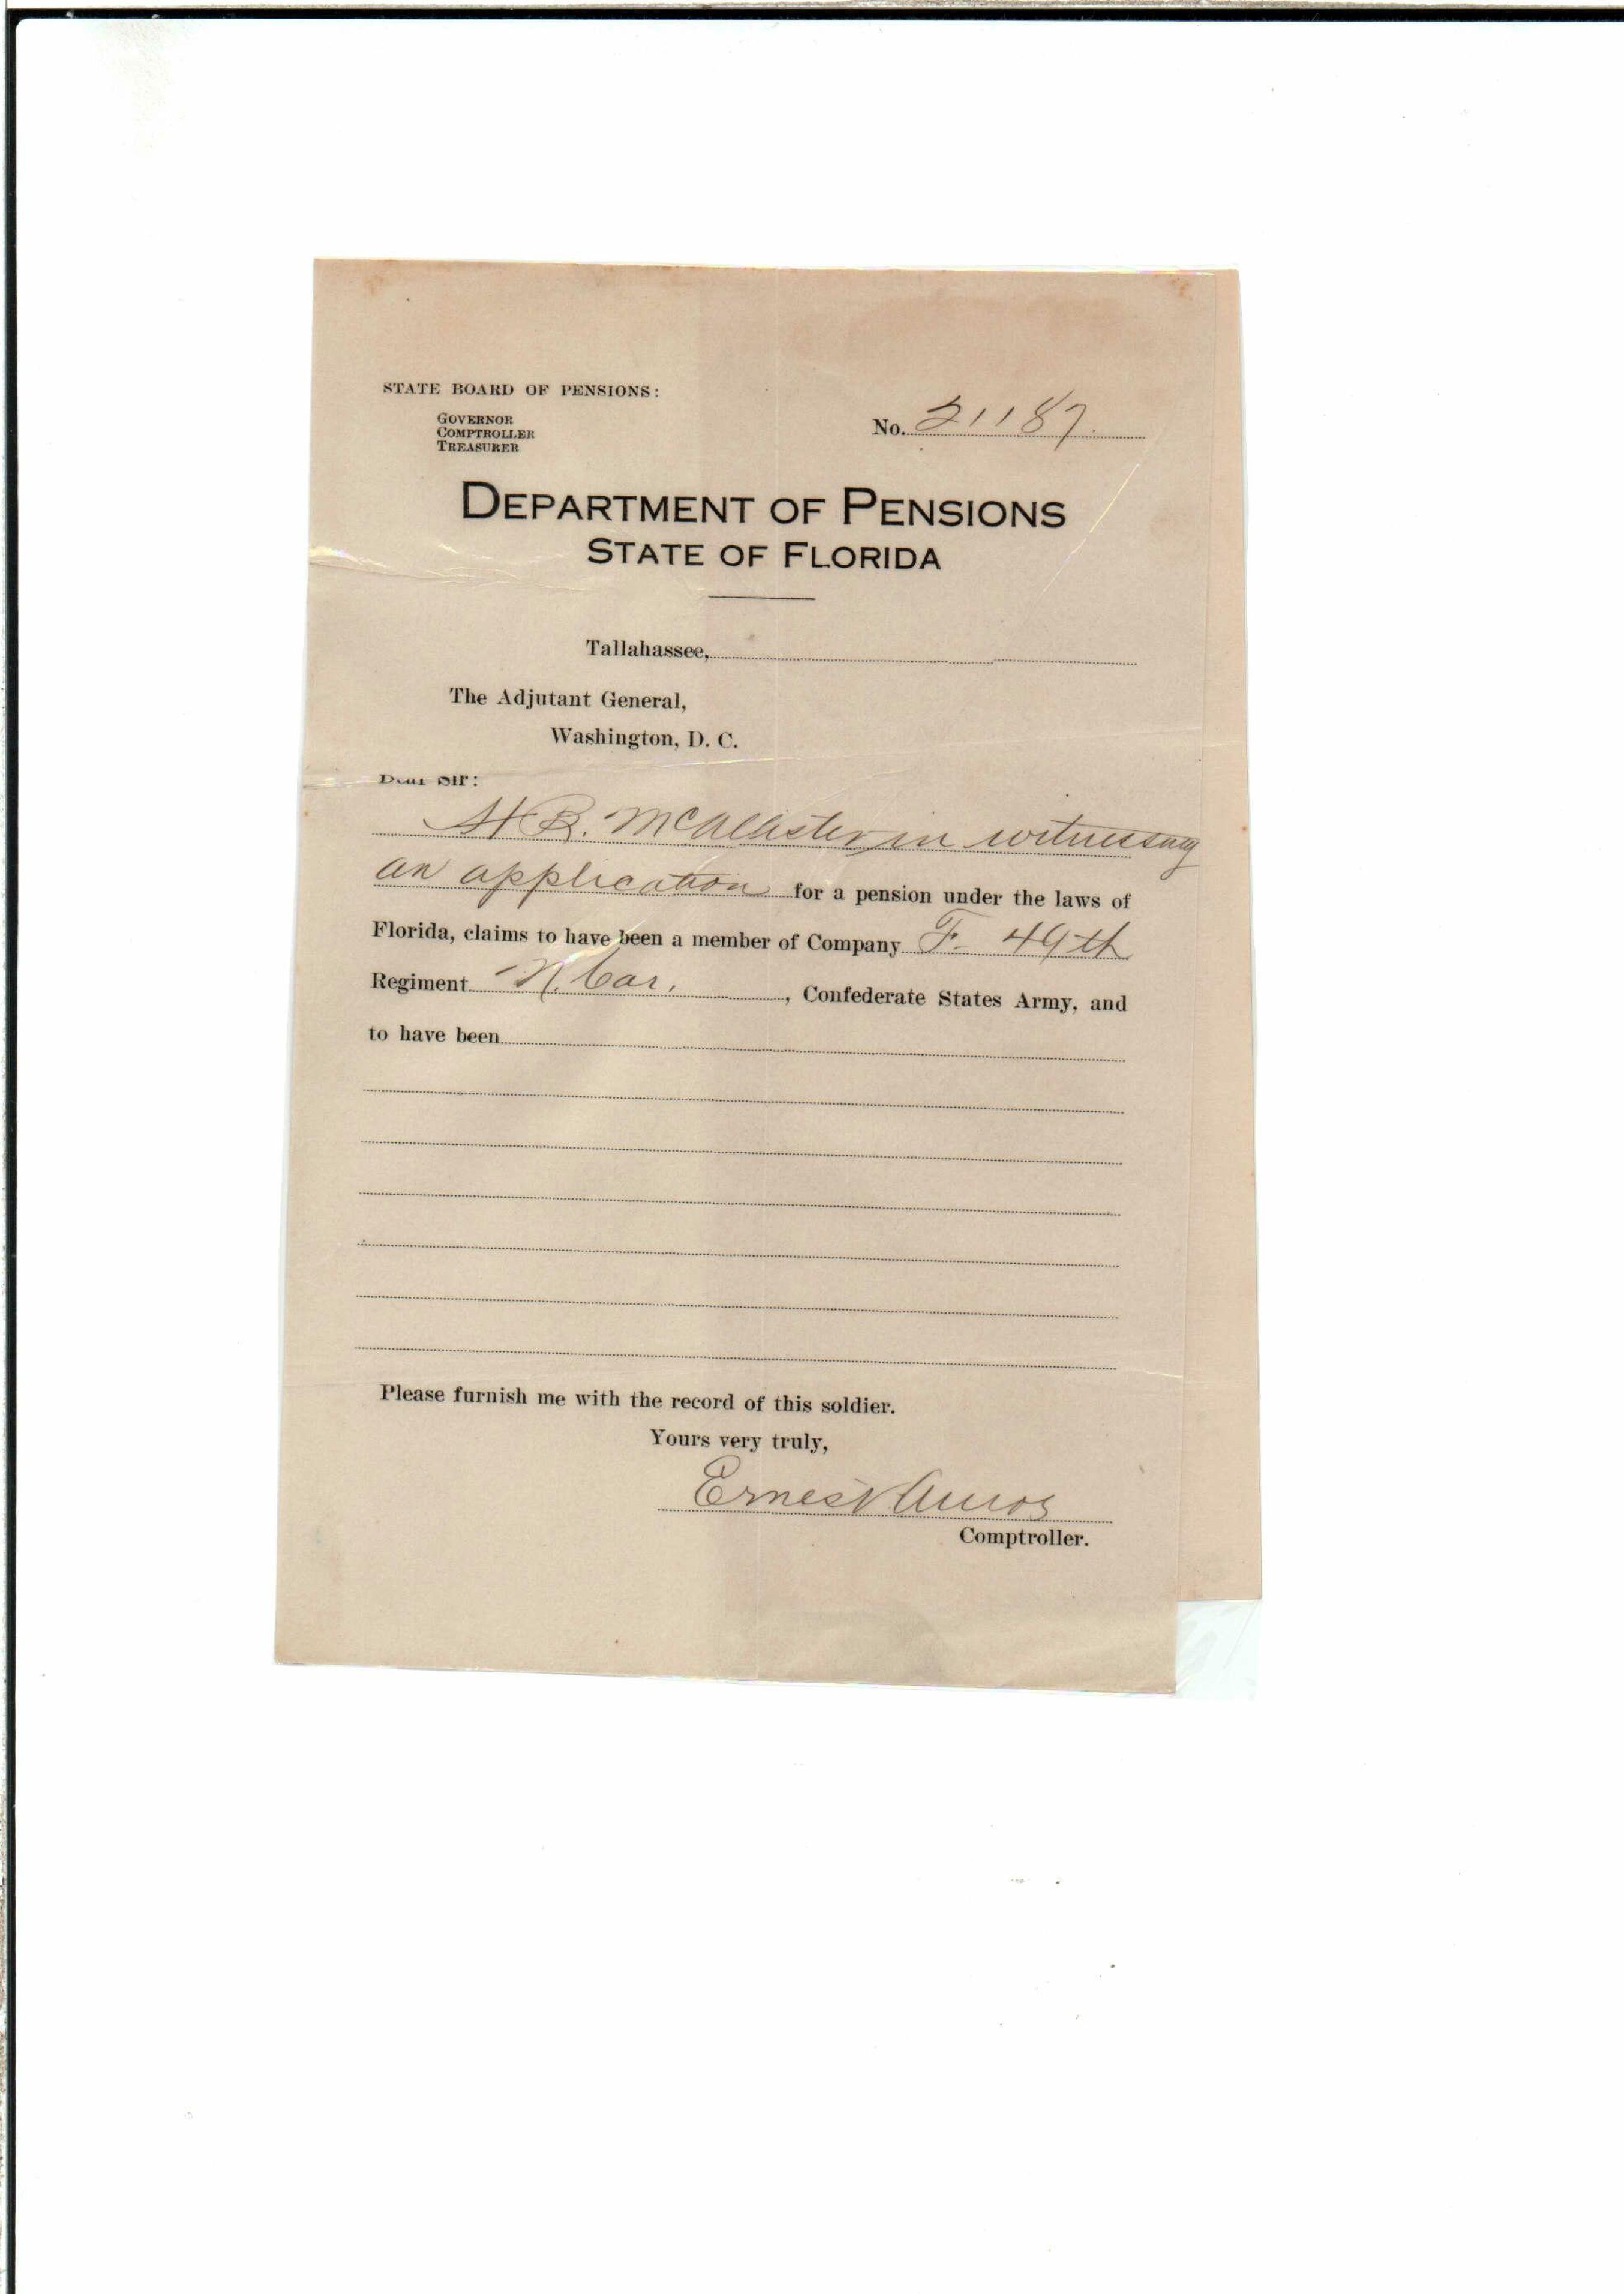 STATE BOARD OF PENSIONS:
GOVERNOR
COMPTROLLER
TREASURER
No. 21187.
DEPARTMENT OF PENSIONS
STATE OF FLORIDA
Tallahassee,
The Adjutant General,
Washington, D. C.
Dear Sir:
H B. McAllister in witnessing
an application for a pension under the laws of
Florida, claims to have been a member of Company F- 49th
Regiment N. Car. , Confederate States Army, and
to have been
Please furnish me with the record of this soldier.
Yours very truly,
Ernest Amos
Comptroller.